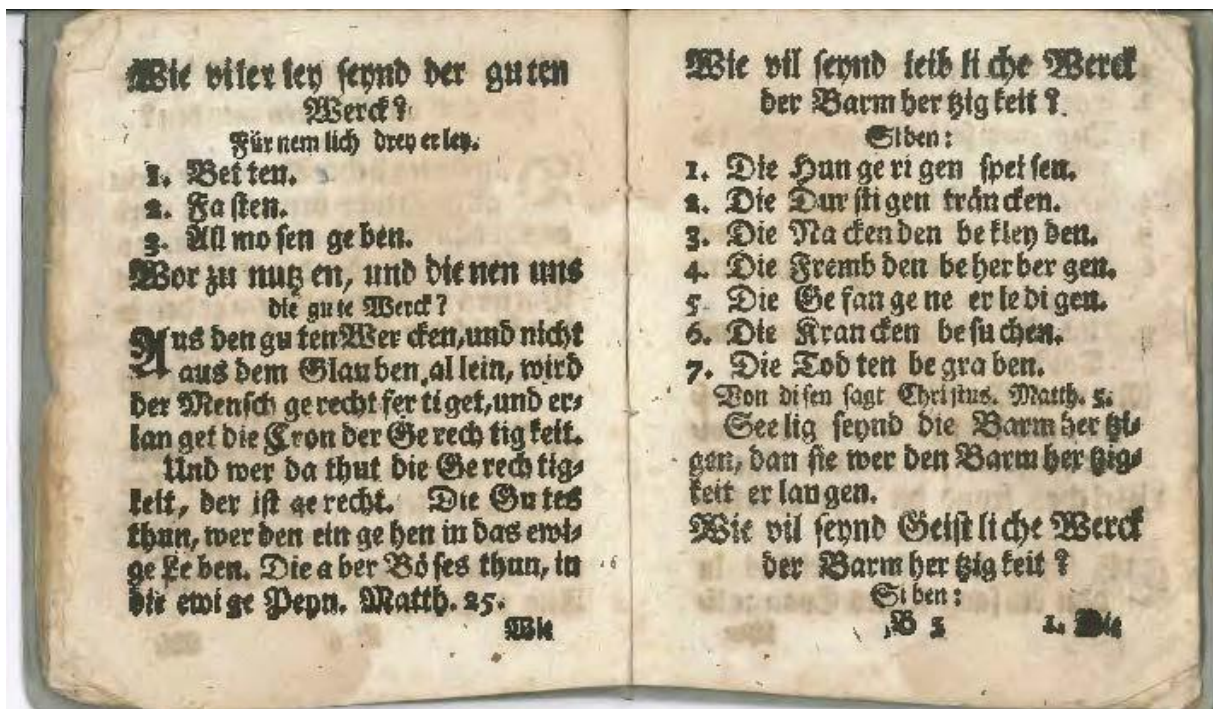 Wie viler ley seynd der guten
Werck?
Für nem lich drey er ley.
1. Bet ten.
2. Fa sten.
3. All mo sen ge ben.
Wor zu nutz en, und die nen uns
die gute Werck?
Aus den gu ten Wer cken, und nicht
aus dem Glau ben al lein, wird
der Mensch ge recht fer ti get, und er⸗
lan get die Cron der Ge rech tig keit.
Und wer da thut die Ge rech tig⸗
keit, der ist ge recht. Die Gutes
thun, wer den ein ge hen in das ewi⸗
ge Le ben. Die a ber Bö ses thun, in
die ewi ge Peyn. Matth. 25.
Wie
Wie vil seynd leib li che Werck
der Barm her tzig keit?
Siben:
1. Die Hun ge ri gen spei sen.
2. Die Dur sti gen trän cken.
3. Die Na cken den be kley den.
4. Die Fremb den be her ber gen.
5. Die Ge fan ge ne er le di gen.
6. Die Kran cken be su chen.
7. Die Tod ten be gra ben.
Von di sen sagt Christus. Matth. 5.
See lig seynd die Barm her tzi⸗
gen, dan sie wer den Barm her tzig⸗
keit er lan gen.
Wie vil seynd Geist li che Werck
der Barm her tzig keit?
Si ben:
B 5 1. Die